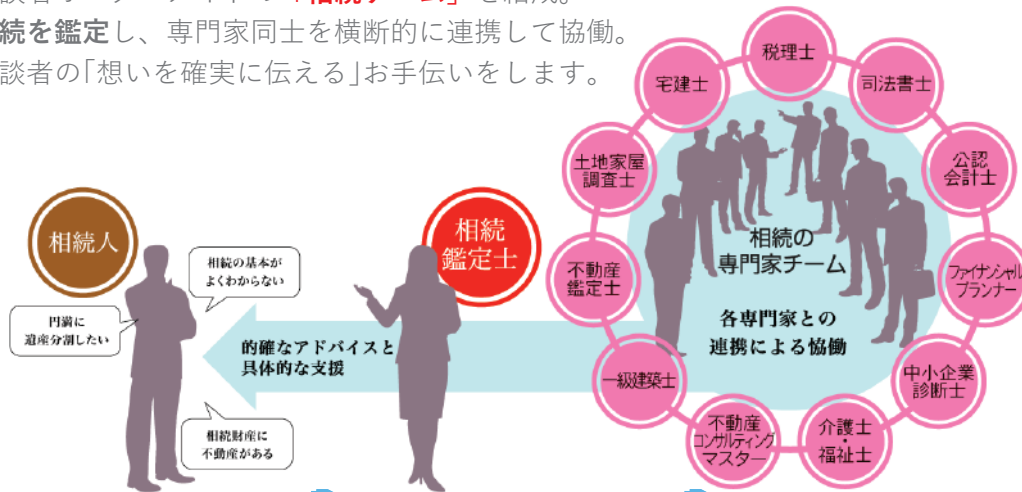 続を鑑定し、専門家同士を横断的に連携して協働。
談者の「想いを確実に伝える」お手伝いをします。
税理士
宅建士
司法書士
土地家屋
調査士
公認
会計士
相続人
相続
鑑定士
相続の
専門家チーム
不動産
鑑定士
ファイナンシャル
プランナー
相続の基本が
よくわからない
円満に
遺産分割したい
的確なアドバイスと
具体的な支援
各専門家との
連携による恊働
一級建築士
中小企業
診断士
不動産
コンサルティング
マスター
介護士
・
福祉士
相続財産に
不動産がある